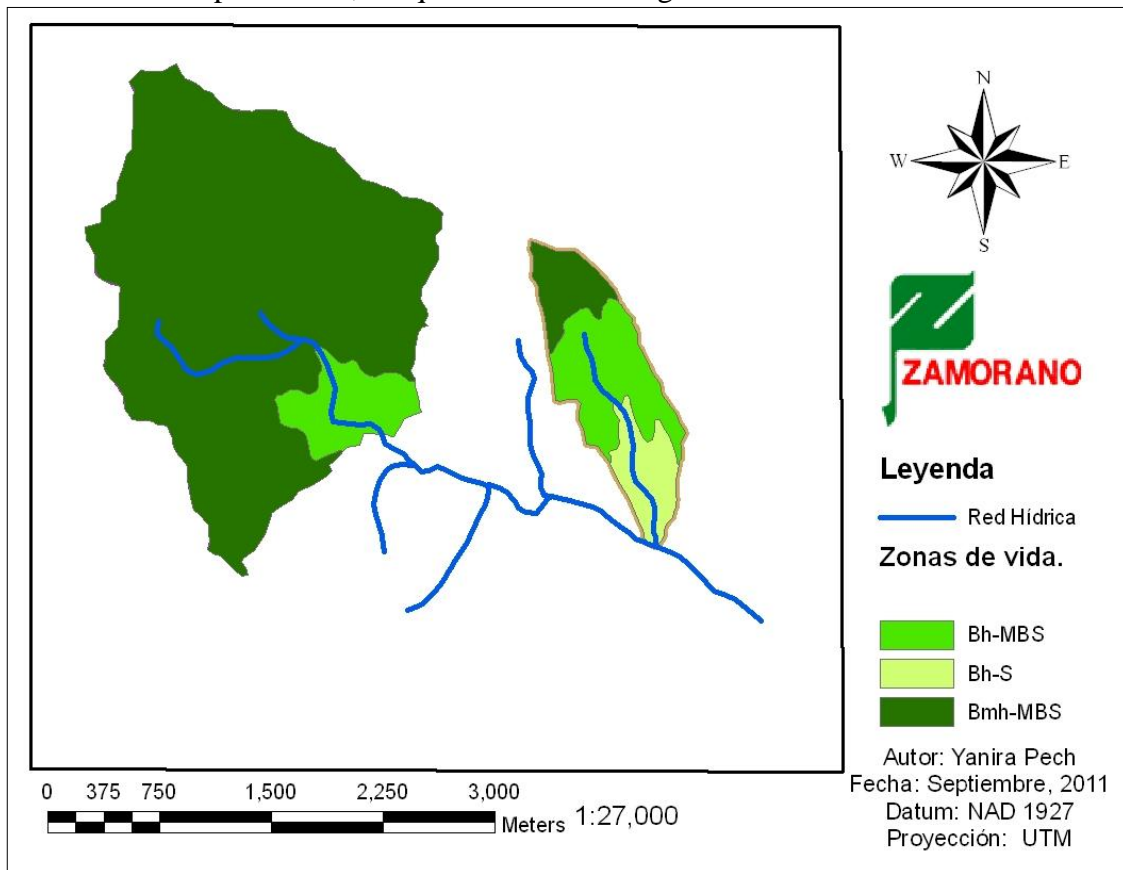 N
W
E
S
ZAMORANO
Leyenda
Red Hídrica
Zonas de vida.
Bh-MBS
Bh-S
Bmh-MBS
Autor: Yanira Pech
Fecha: Septiembre, 2011
Datum: NAD 1927
Proyección: UTM
0 375 750 1,500 2,250 3,000
Meters 1:27,000